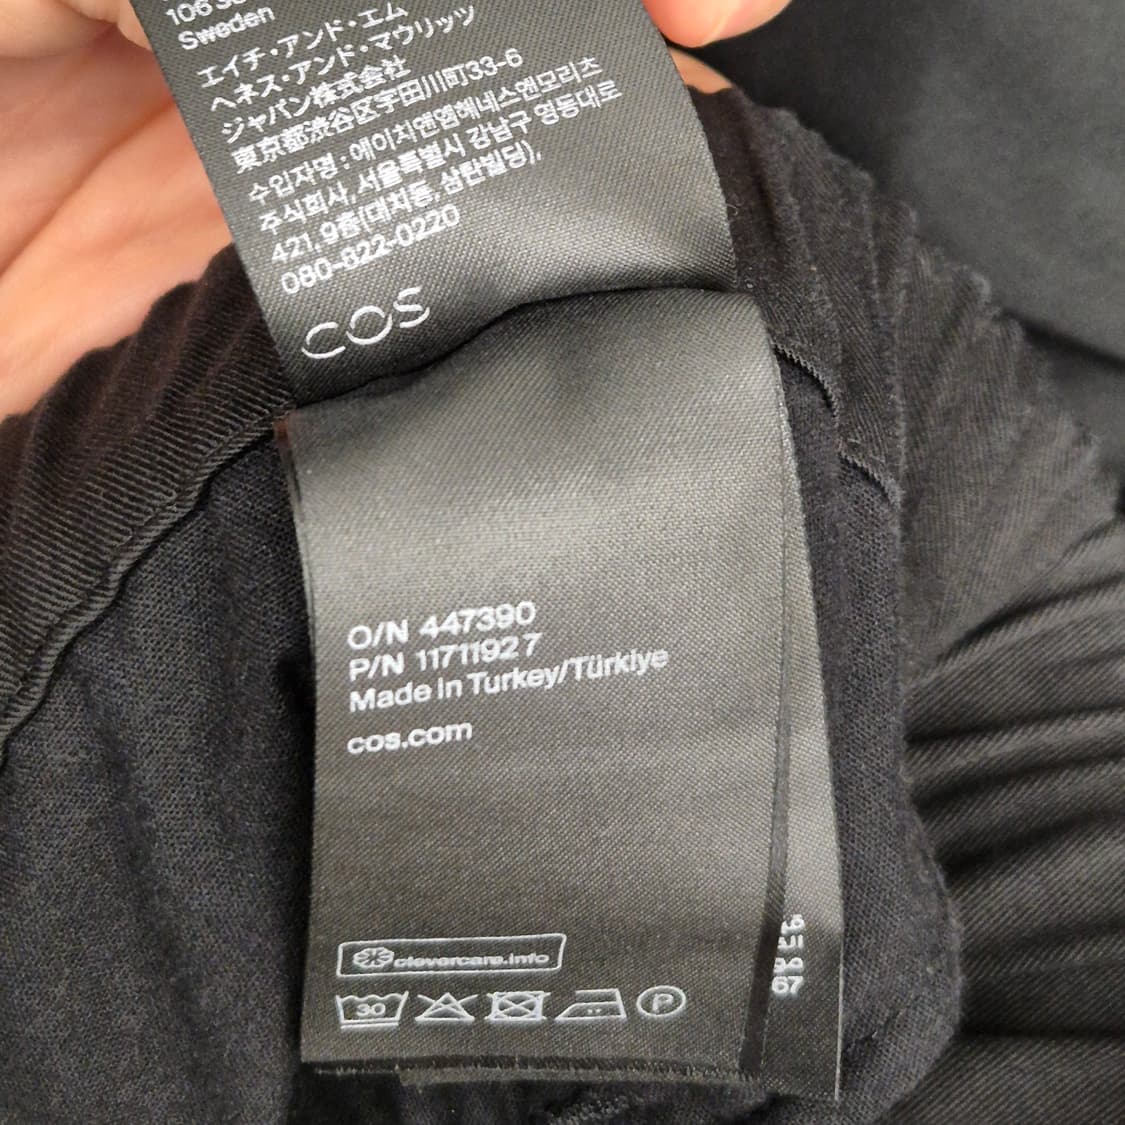 Sweden
エイチ・アンド・エム
ヘネス・アンド・マウリッツ
ジャパン株式会社
東京都渋谷区宇田川町33-6
수입자명 : 에이치앤엠헤네스앤모리츠
주식회사, 서울특별시 강남구 영동대로
421, 9층(대치동, 삼탄빌딩),
080-822-0220
COS
O/N 447390
P/N 11711927
Made in Turkey/Türkiye
cos.com
clevercare.info
30
P
67